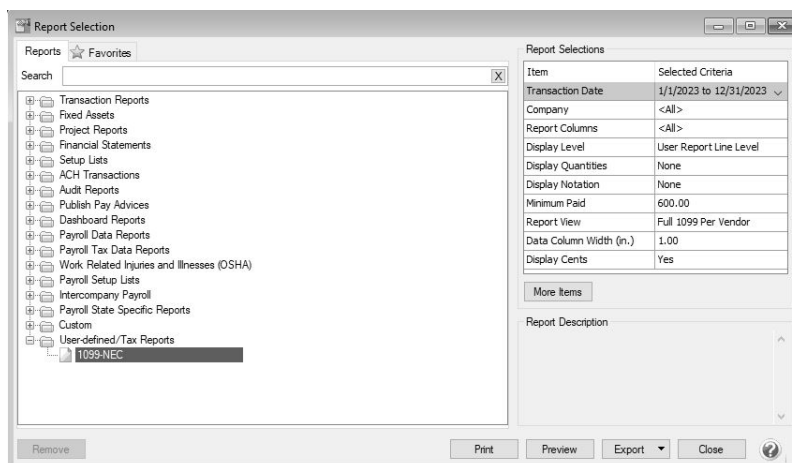 Report Selection
Reports Favorites
Search X
Transaction Reports
Fixed Assets
Project Reports
Financial Statements
Setup Lists
ACH Transactions
Audit Reports
Publish Pay Advices
Dashboard Reports
Payroll Data Reports
Payroll Tax Data Reports
Work Related Injuries and Illnesses (OSHA)
Payroll Setup Lists
Intercompany Payroll
Payroll State Specific Reports
Custom
User-defined/Tax Reports
1099-NEC
Report Selections
Item Selected Criteria
Transaction Date 1/1/2023 to 12/31/2023
Company <All>
Report Columns <All>
Display Level User Report Line Level
Display Quantities None
Display Notation None
Minimum Paid 600.00
Report View Full 1099 Per Vendor
Data Column Width (in.) 1.00
Display Cents Yes
More Items
Report Description
Remove Print Preview Export Close ?